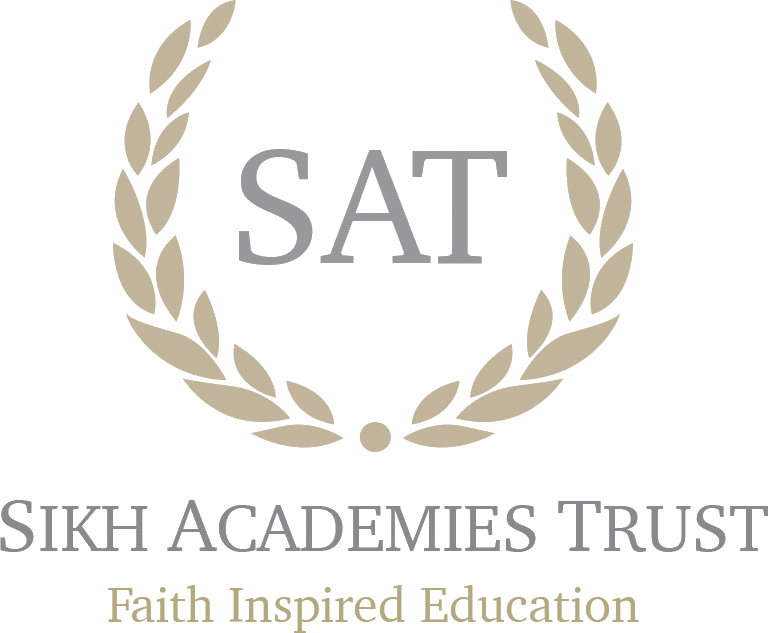 SAT
SIKH ACADEMIES TRUST
Faith Inspired Education